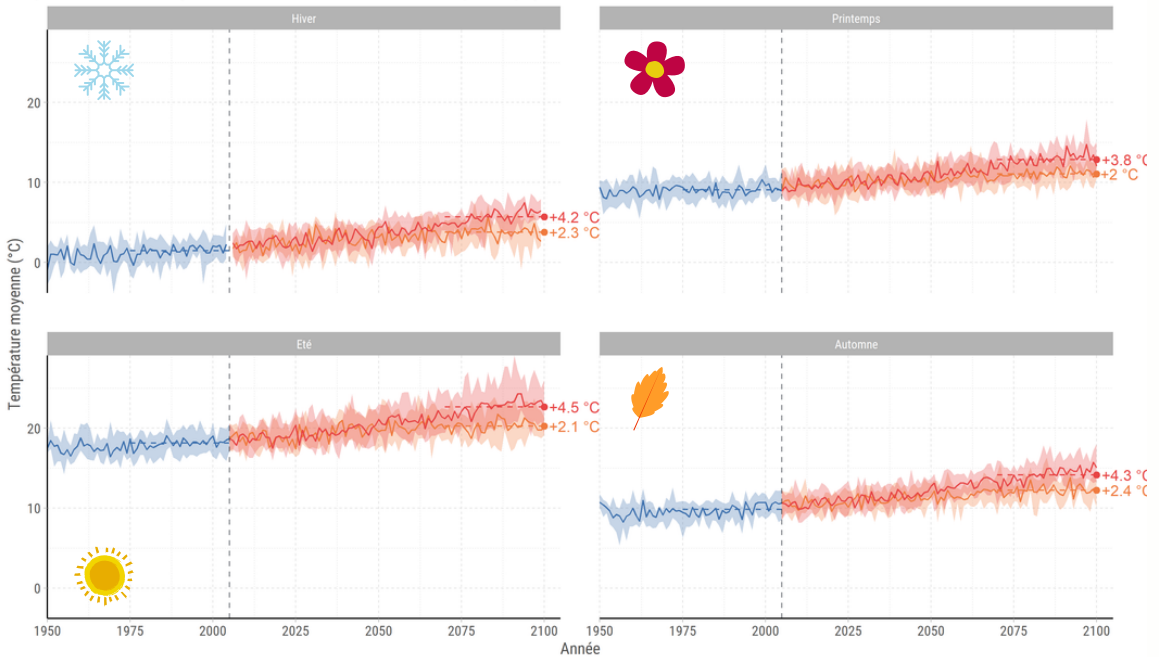 Hiver
Printemps
20
10
0
+4.2 °C
+2.3 °C
+3.8 °C
+2 °C
Température moyenne (°C)
Eté
Automne
20
10
0
+4.5 °C
+2.1 °C
+4.3 °C
+2.4 °C
1950 1975 2000 2025 2050 2075 2100
1950 1975 2000 2025 2050 2075 2100
Année